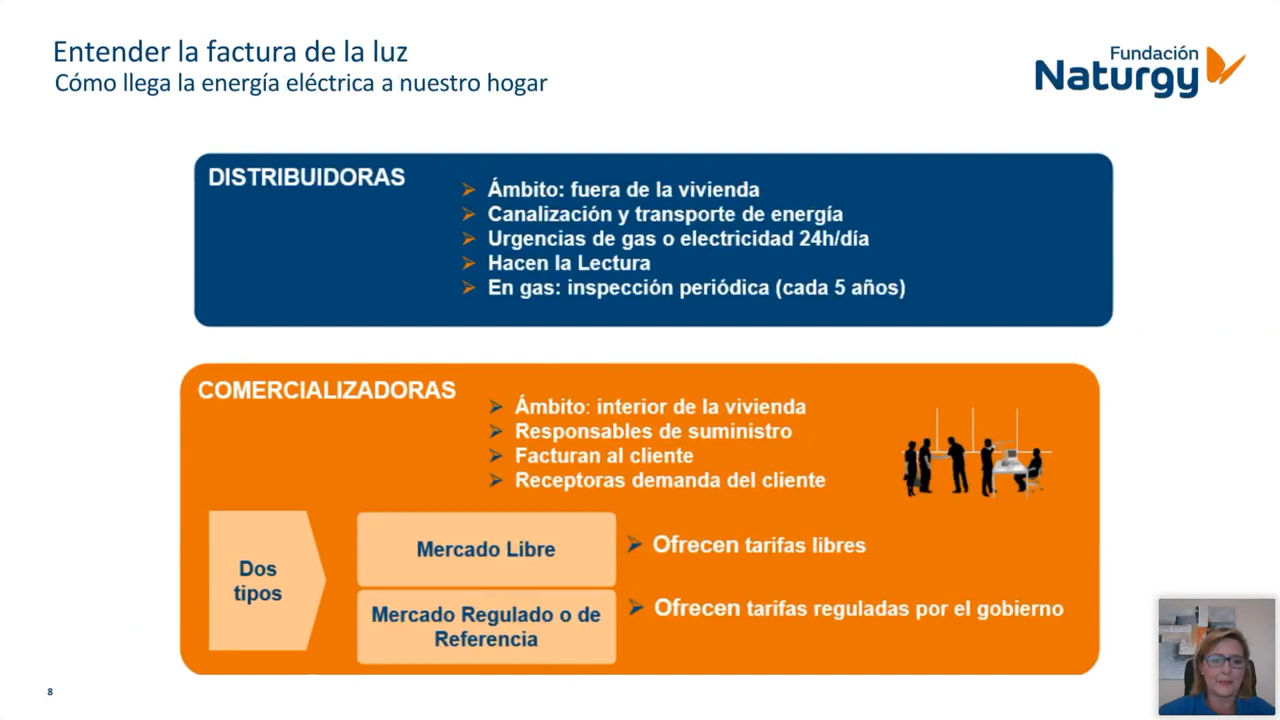 Entender la factura de la luz
Cómo llega la energía eléctrica a nuestro hogar
Fundación
Naturgy
DISTRIBUIDORAS
Ámbito: fuera de la vivienda
Canalización y transporte de energía
Urgencias de gas o electricidad 24h/día
Hacen la Lectura
En gas: inspección periódica (cada 5 años)
COMERCIALIZADORAS
Ámbito: interior de la vivienda
Responsables de suministro
Facturan al cliente
Receptoras demanda del cliente
Dos
tipos
Mercado Libre
Ofrecen tarifas libres
Mercado Regulado o de
Referencia
Ofrecen tarifas reguladas por el gobierno
8